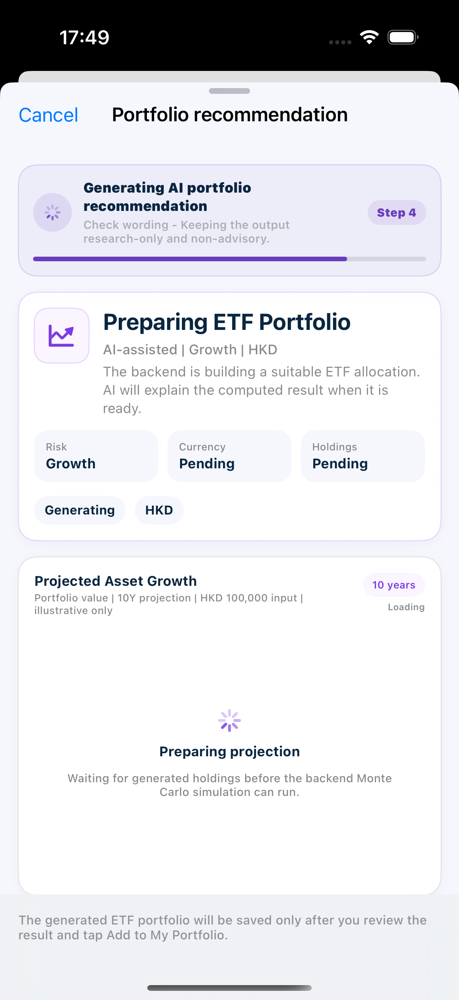 17:49
Cancel
Portfolio recommendation
Generating AI portfolio
recommendation
Check wording - Keeping the output
research-only and non-advisory.
Step 4
Preparing ETF Portfolio
AI-assisted | Growth | HKD
The backend is building a suitable ETF allocation.
AI will explain the computed result when it is
ready.
Risk
Growth
Currency
Pending
Holdings
Pending
Generating
HKD
Projected Asset Growth
Portfolio value | 10Y projection | HKD 100,000 input |
illustrative only
10 years
Loading
Preparing projection
Waiting for generated holdings before the backend Monte
Carlo simulation can run.
The generated ETF portfolio will be saved only after you review the
result and tap Add to My Portfolio.